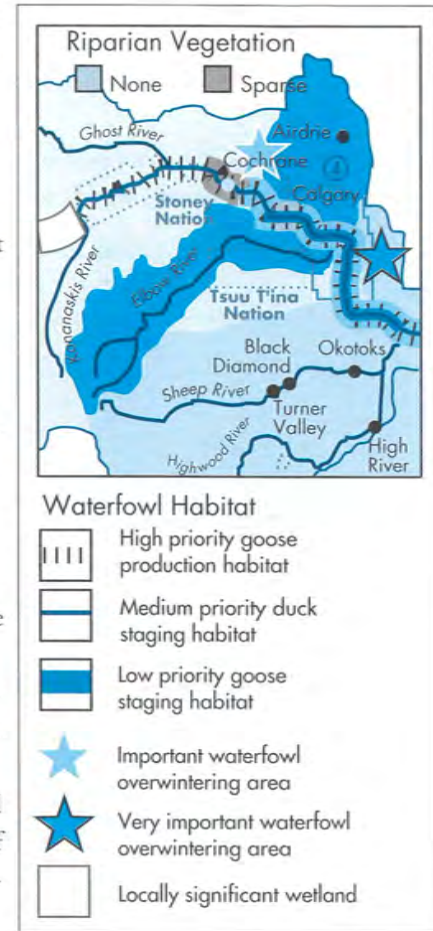 Riparian Vegetation
None
Sparse
Ghost River
Airdrie
Cochrane
4
Calgary
Stoney
Nation
Elbow River
Kananaskis River
Tsuu T'ina
Nation
Black
Diamond
Okotoks
Sheep River
Turner
Valley
Highwood River
High
River
Waterfowl Habitat
High priority goose
production habitat
Medium priority duck
staging habitat
Low priority goose
staging habitat
Important waterfowl
overwintering area
Very important waterfowl
overwintering area
Locally significant wetland